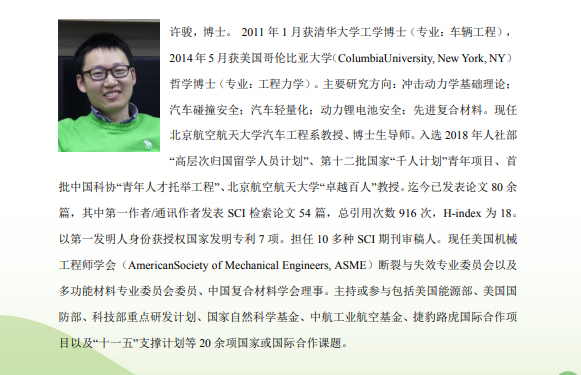 许骏，博士。 2011 年 1 月获清华大学工学博士（专业：车辆工程），
2014 年 5 月获美国哥伦比亚大学（ColumbiaUniversity, New York, NY）
哲学博士（专业：工程力学）。主要研究方向：冲击动力学基础理论；
汽车碰撞安全；汽车轻量化；动力锂电池安全；先进复合材料。现任
北京航空航天大学汽车工程系教授、博士生导师。入选 2018 年人社部
“高层次归国留学人员计划”、第十二批国家“千人计划”青年项目、首
批中国科协“青年人才托举工程”、北京航空航天大学“卓越百人”教授。迄今已发表论文 80 余
篇，其中第一作者/通讯作者发表 SCI 检索论文 54 篇，总引用次数 916 次，H-index 为 18。
以第一发明人身份获授权国家发明专利 7 项。担任 10 多种 SCI 期刊审稿人。现任美国机械
工程师学会（AmericanSociety of Mechanical Engineers, ASME）断裂与失效专业委员会以及
多功能材料专业委员会委员、中国复合材料学会理事。主持或参与包括美国能源部、美国国
防部、科技部重点研发计划、国家自然科学基金、中航工业航空基金、捷豹路虎国际合作项
目以及“十一五”支撑计划等 20 余项国家或国际合作课题。